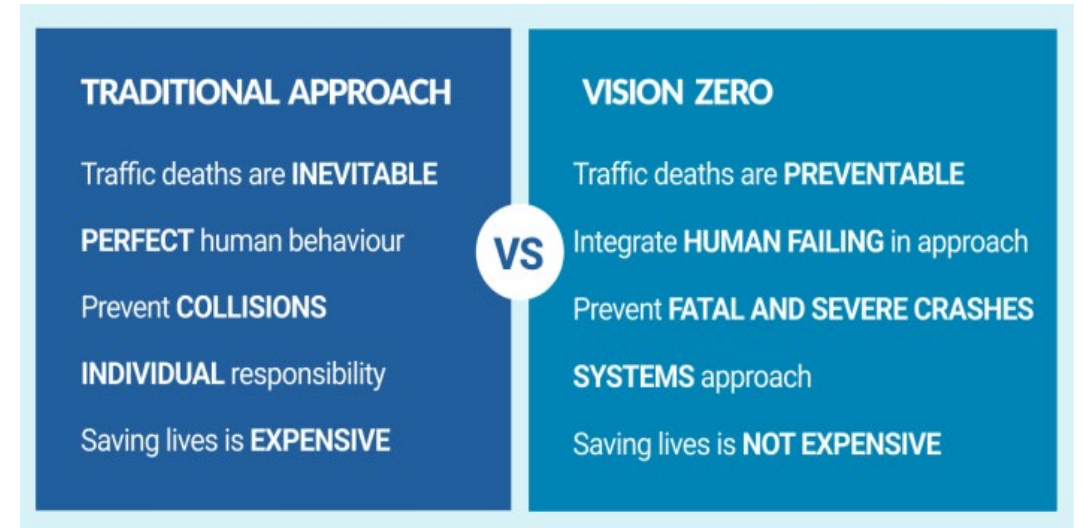 TRADITIONAL APPROACH
Traffic deaths are INEVITABLE
PERFECT human behaviour
Prevent COLLISIONS
INDIVIDUAL responsibility
Saving lives is EXPENSIVE
VS
VISION ZERO
Traffic deaths are PREVENTABLE
Integrate HUMAN FAILING in approach
Prevent FATAL AND SEVERE CRASHES
SYSTEMS approach
Saving lives is NOT EXPENSIVE